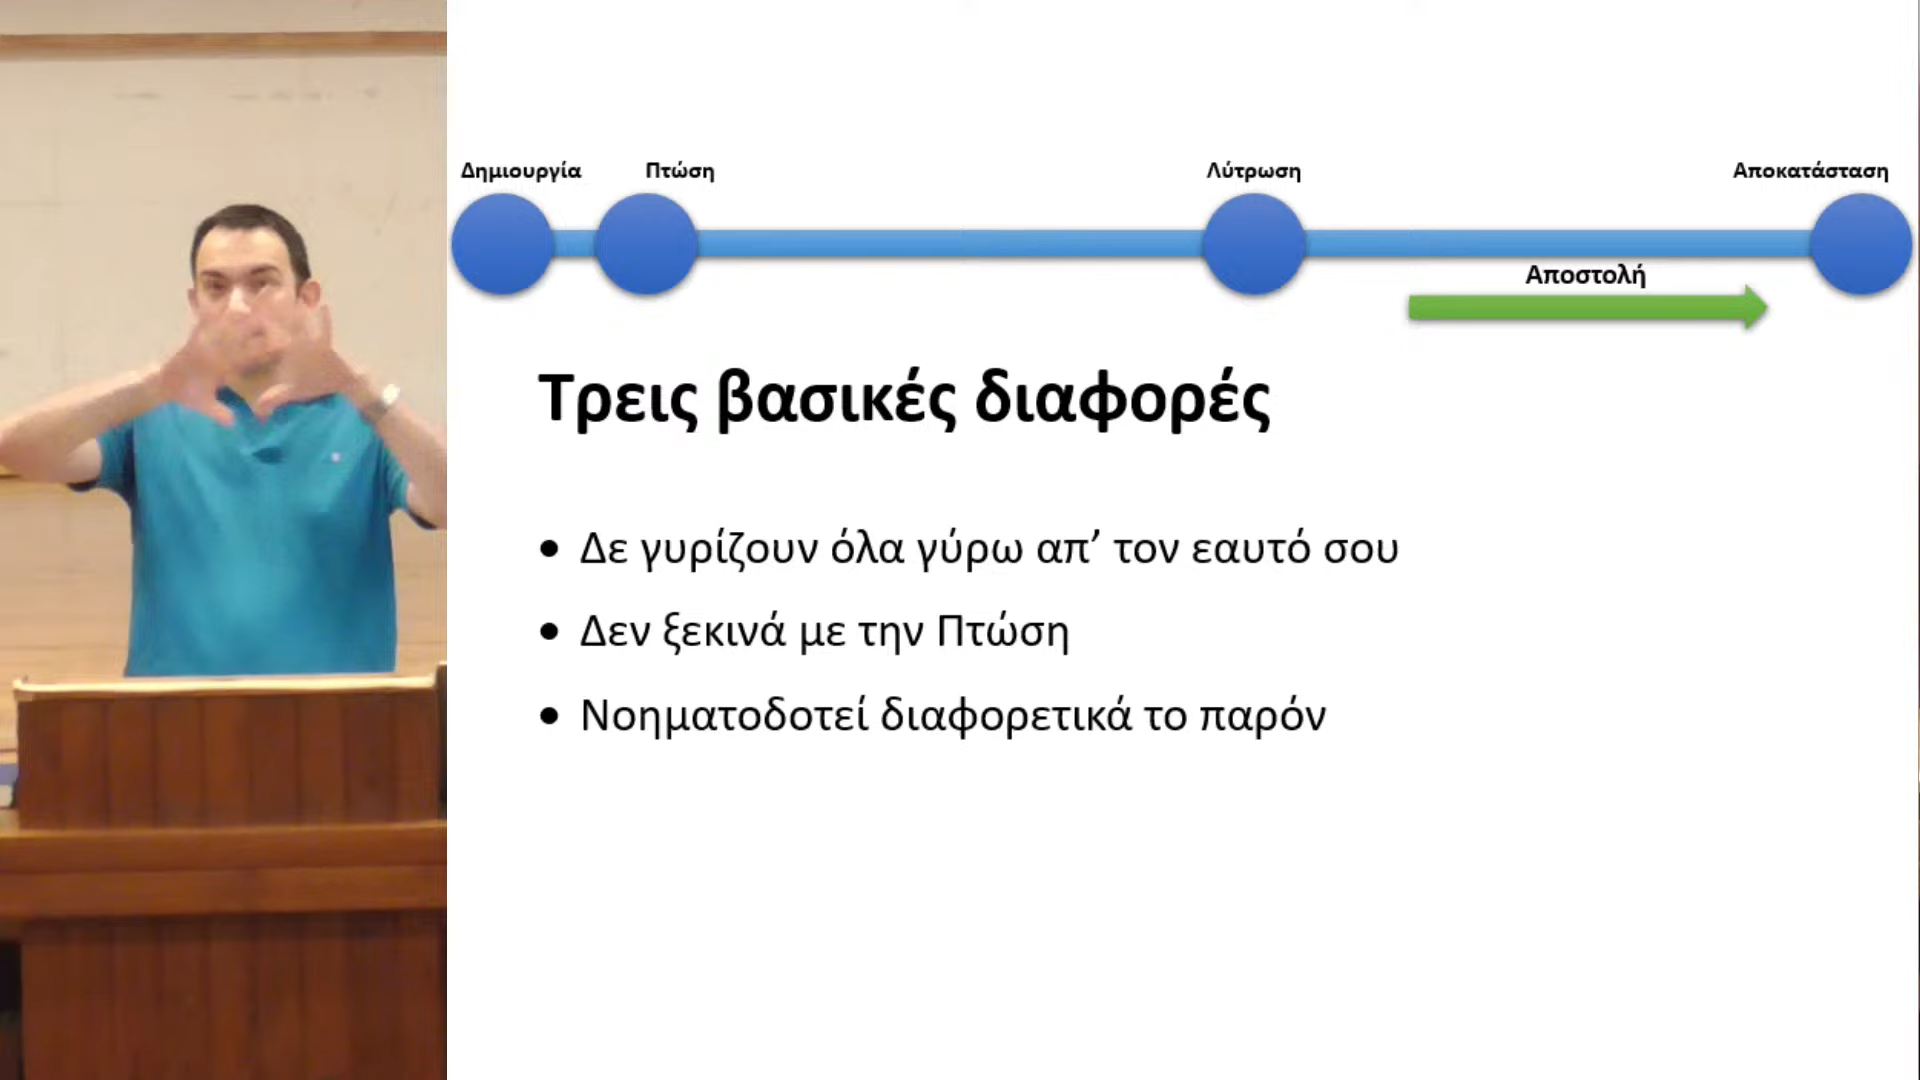 Δημιουργία Πτώση Λύτρωση Αποκατάσταση
Αποστολή
Τρεις βασικές διαφορές
• Δε γυρίζουν όλα γύρω απ’ τον εαυτό σου
• Δεν ξεκινά με την Πτώση
• Νοηματοδοτεί διαφορετικά το παρόν